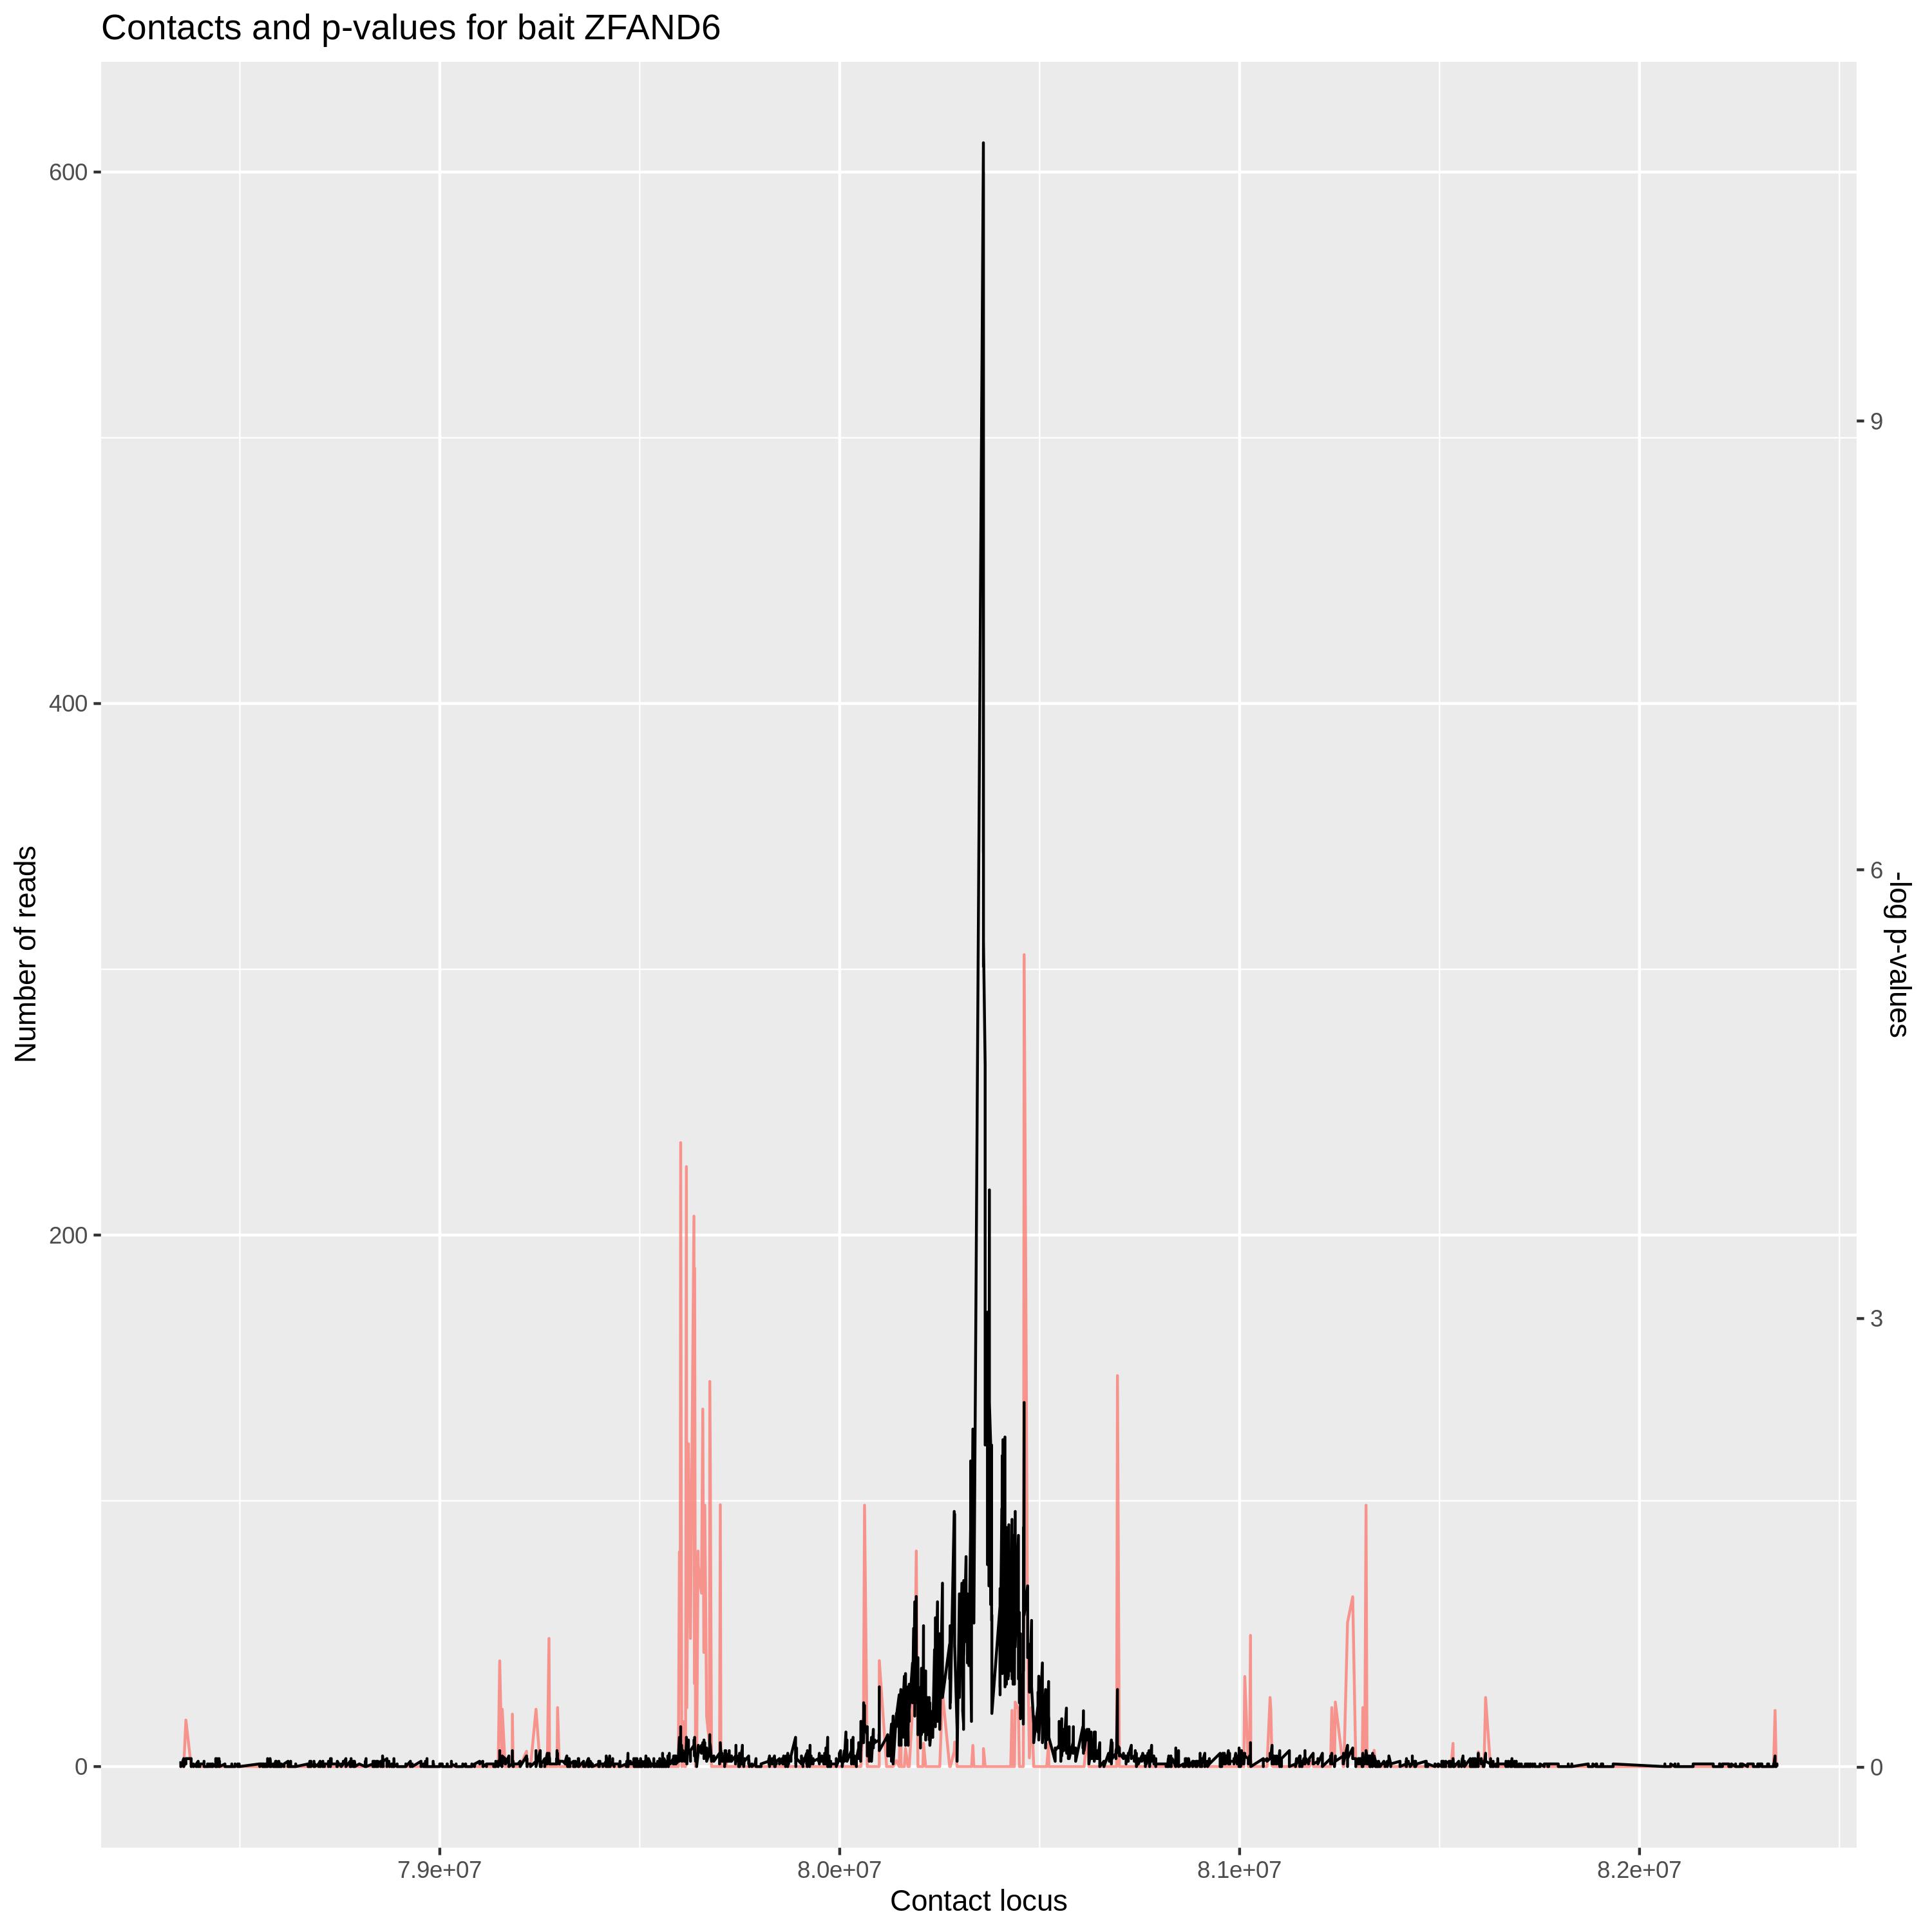 Contacts and p-values for bait ZFAND6
600
400
200
0
Number of reads
9
6
3
0
-log p-values
7.9e+07
8.0e+07
8.1e+07
8.2e+07
Contact locus